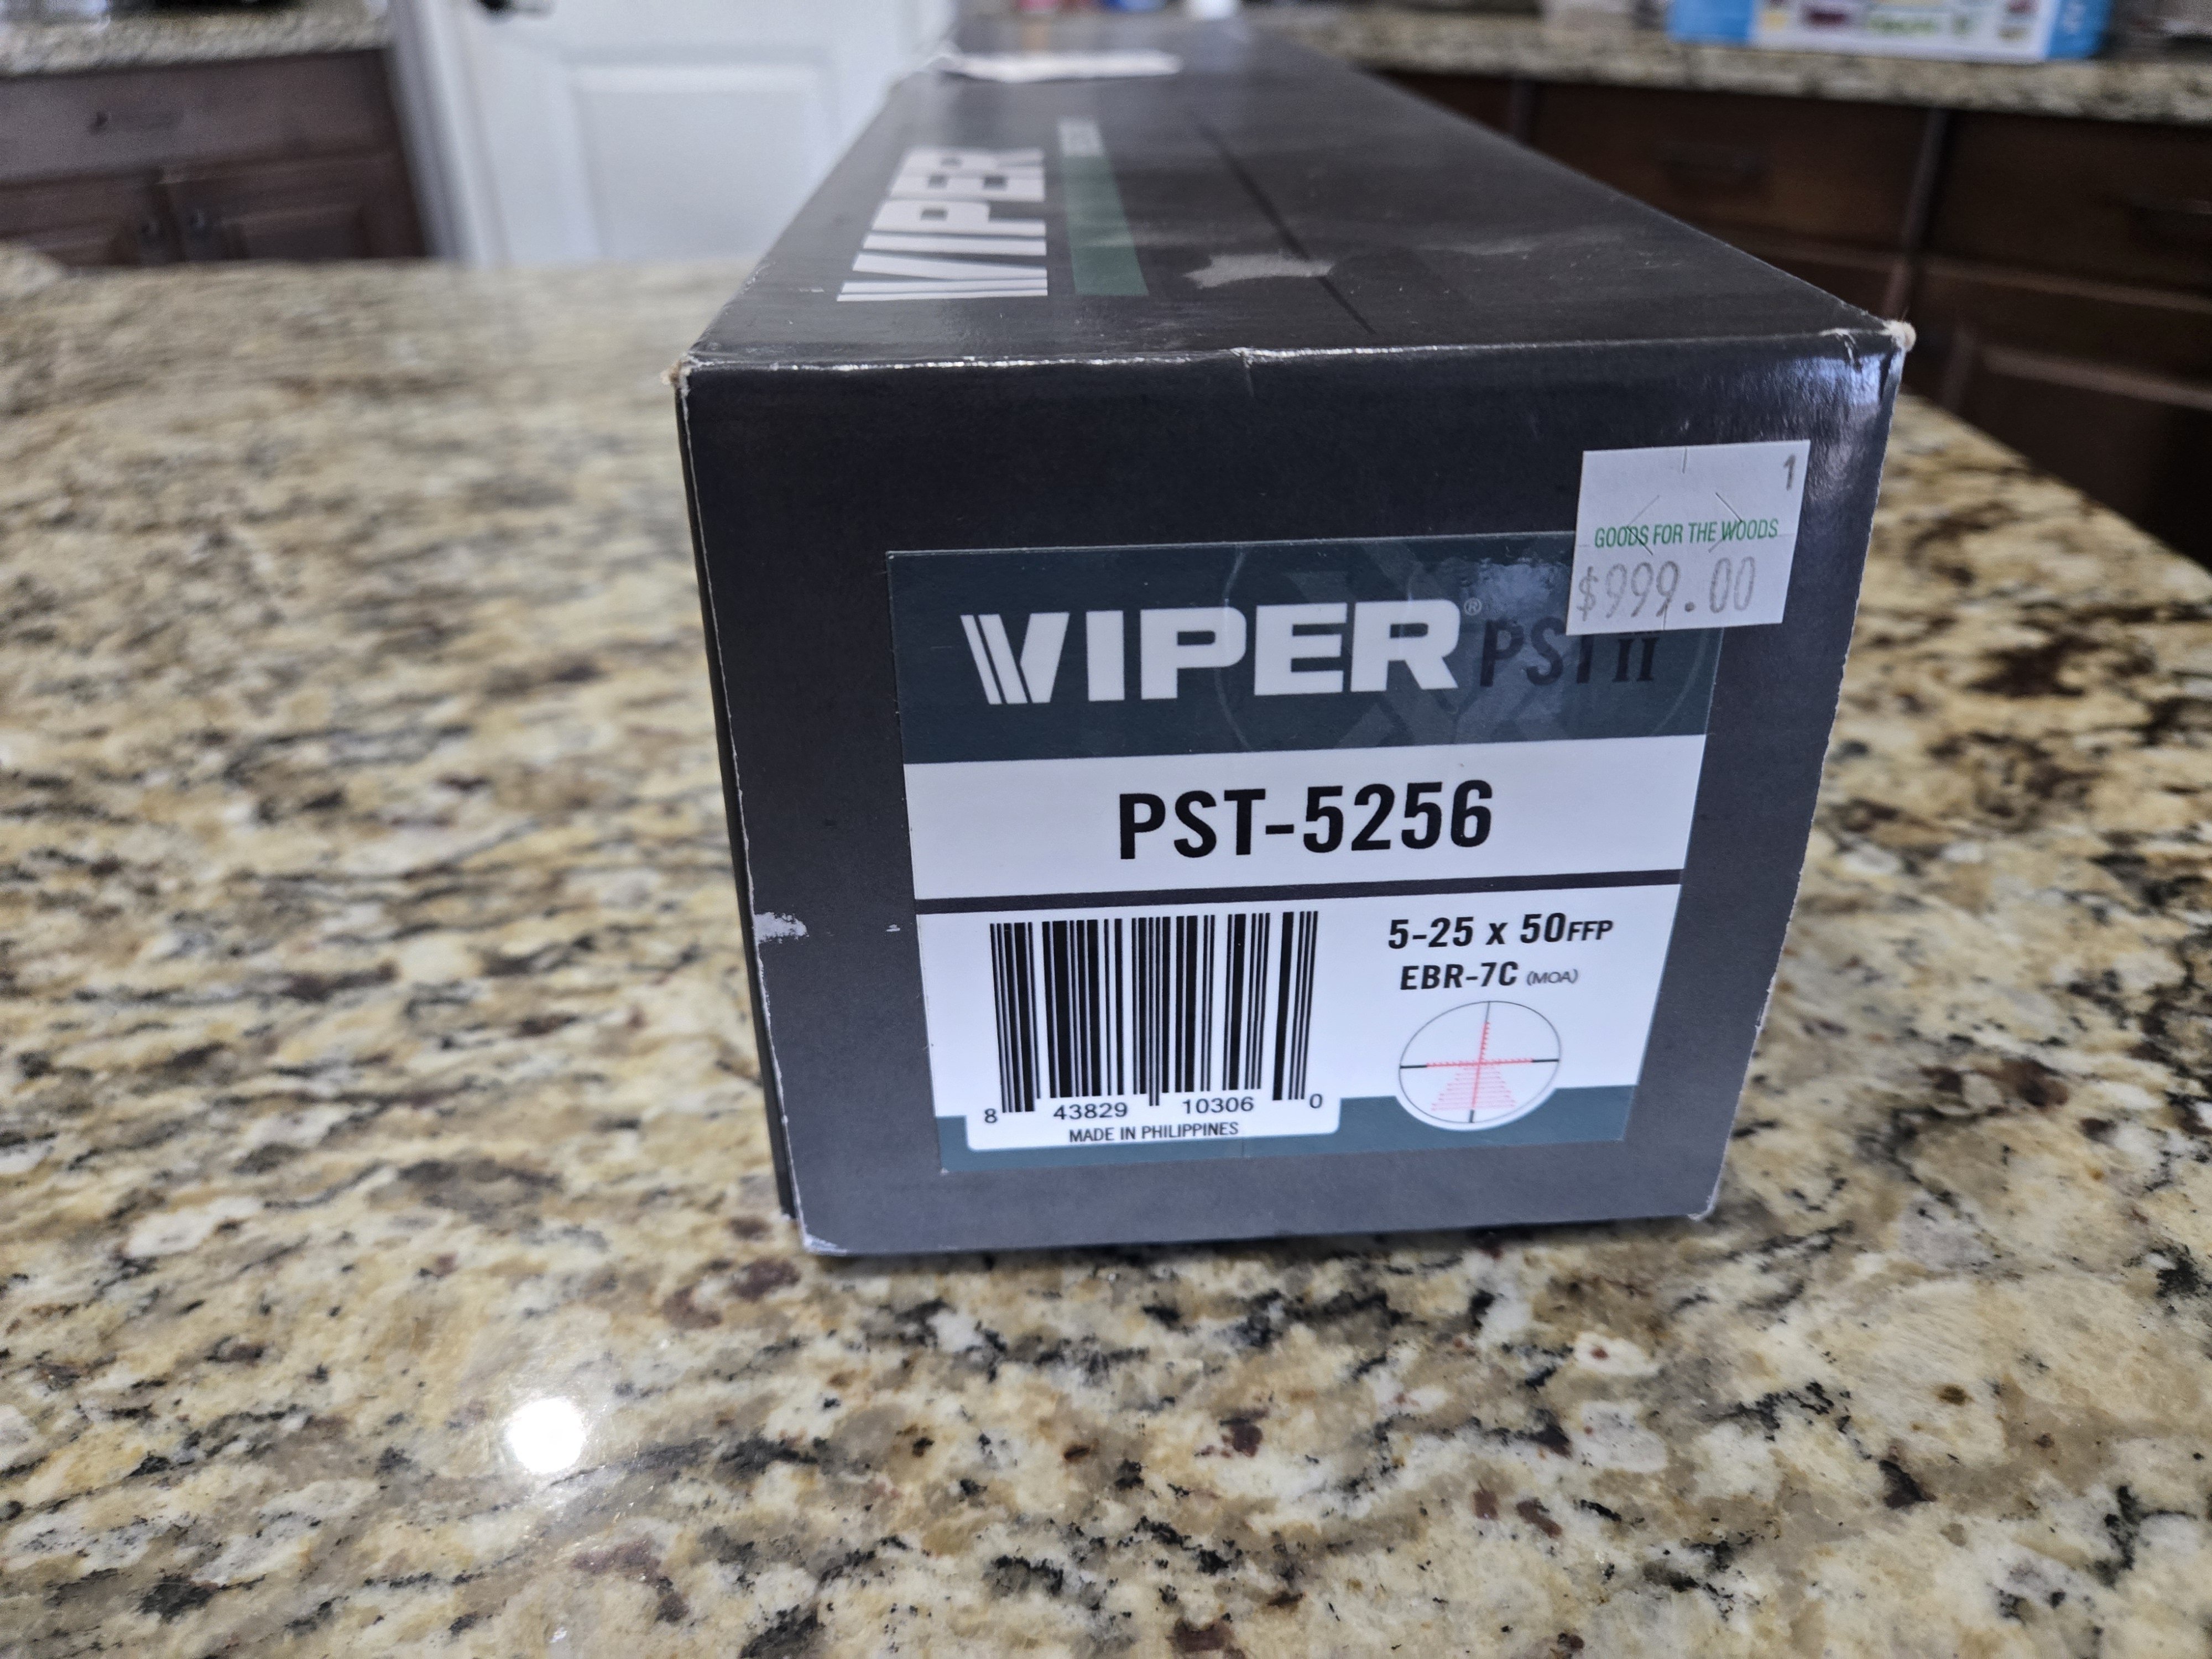 VIPER
1
GOODS FOR THE WOODS
$999.00
VIPER® PST II
PST-5256
5-25 x 50FFP
EBR-7C (MOA)
8 43829 10306 0
MADE IN PHILIPPINES